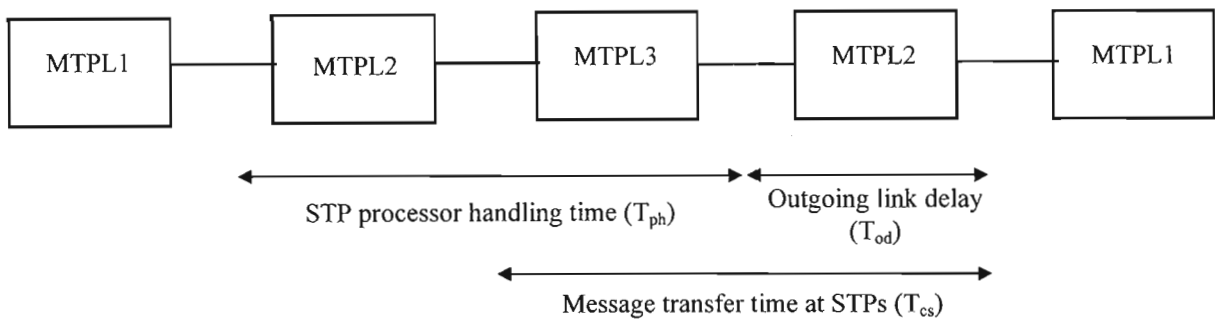 MTPL1
MTPL2
MTPL3
MTPL2
MTPL1
STP processor handling time (Tph)
Outgoing link delay
(Tod)
Message transfer time at STPs (Tcs)